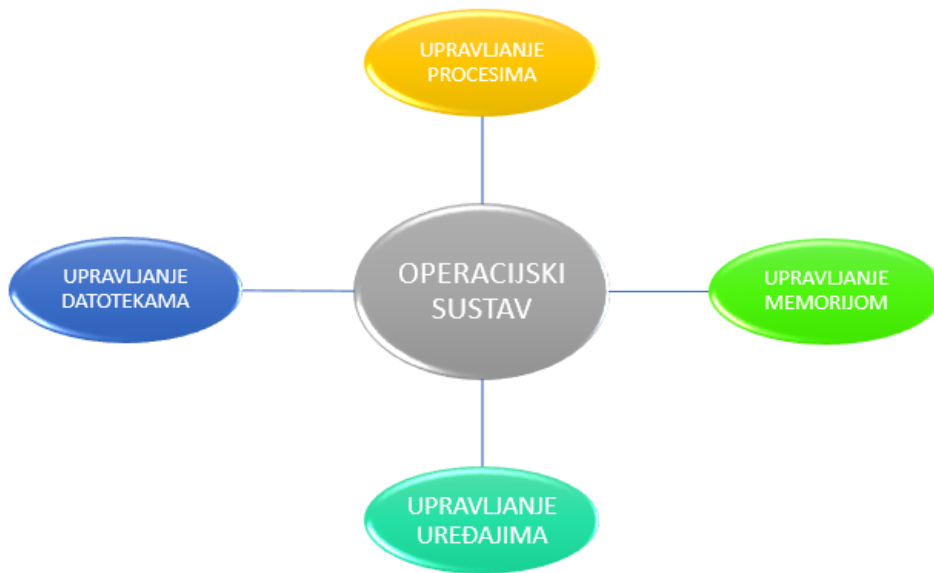 UPRAVLJANJE
PROCESIMA
UPRAVLJANJE
DATOTEKAMA
OPERACIJSKI
SUSTAV
UPRAVLJANJE
MEMORIJOM
UPRAVLJANJE
UREĐAJIMA